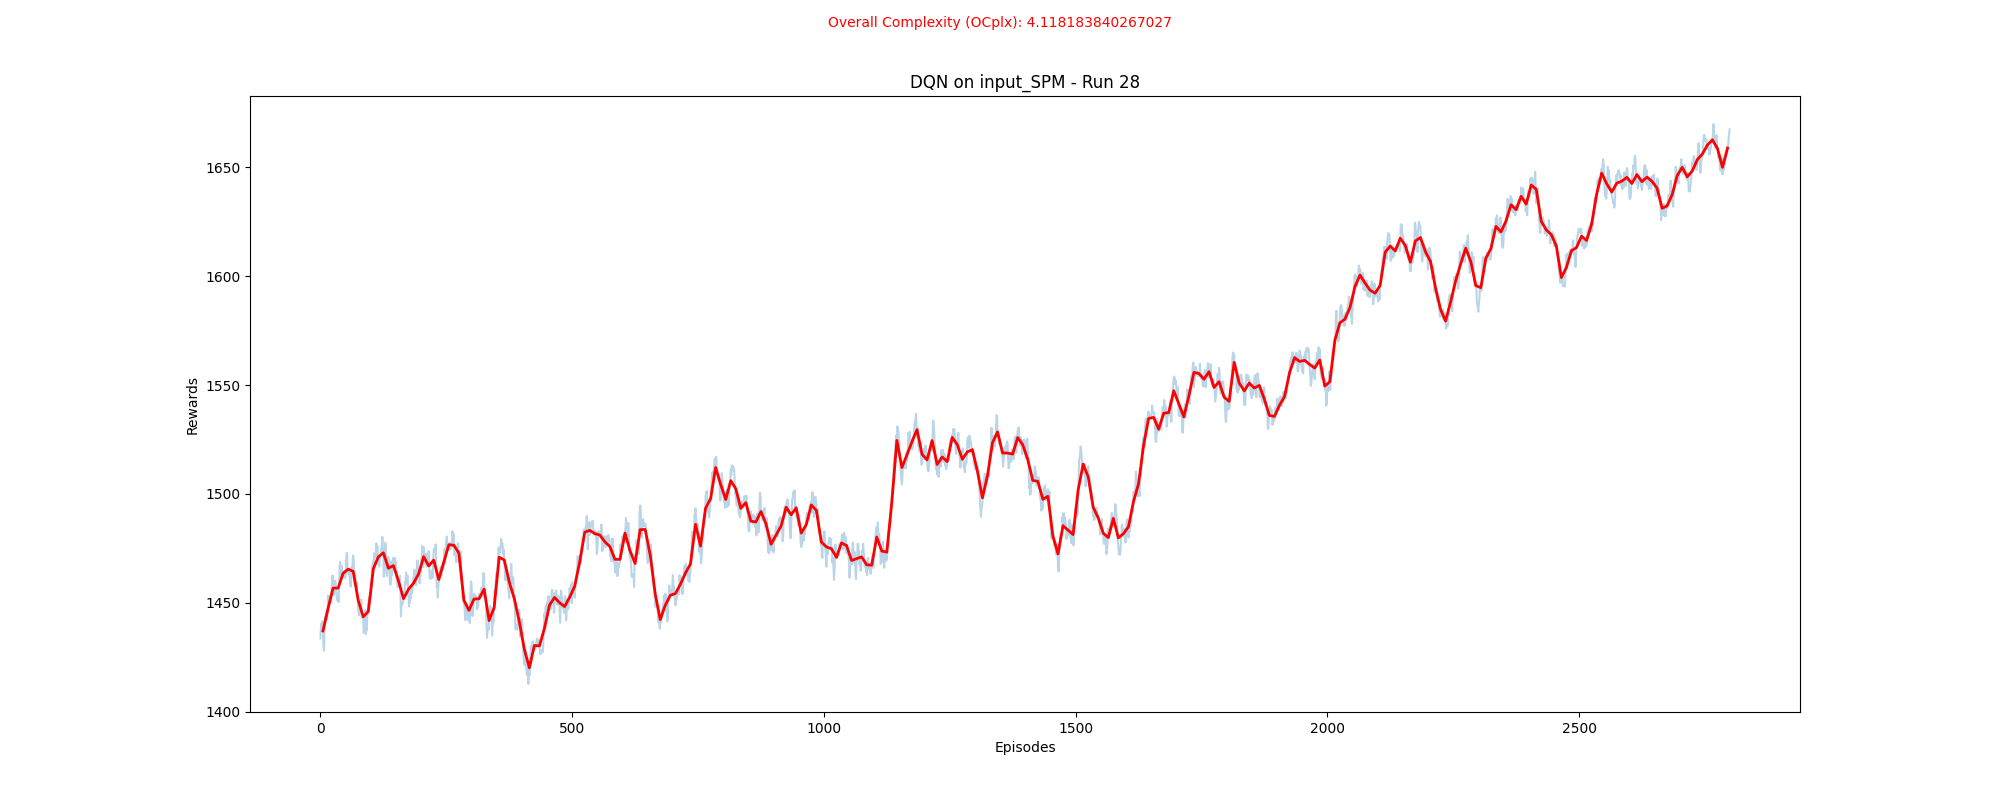 Overall Complexity (OCplx): 4.118183840267027
DQN on input_SPM - Run 28
1650
1600
1550
1500
1450
1400
Rewards
0 500 1000 1500 2000 2500
Episodes